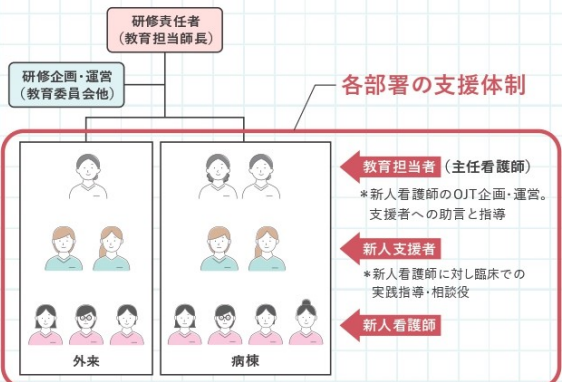 研修責任者
（教育担当師長）
研修企画・運営
（教育委員会他）
各部署の支援体制
教育担当者（主任看護師）
＊新人看護師のOJT企画・運営。
支援者への助言と指導
新人支援者
＊新人看護師に対し臨床での
実践指導・相談役
新人看護師
外来
病棟